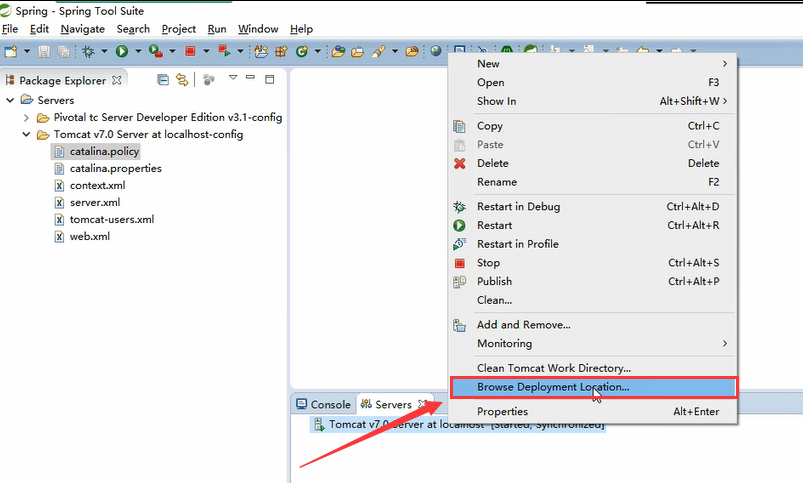 Spring - Spring Tool Suite
File Edit Navigate Search Project Run Window Help
Package Explorer
Servers
Pivotal tc Server Developer Edition v3.1-config
Tomcat v7.0 Server at localhost-config
catalina.policy
catalina.properties
context.xml
server.xml
tomcat-users.xml
web.xml
New
Open F3
Show In Alt+Shift+W
Copy Ctrl+C
Paste Ctrl+V
Delete Delete
Rename F2
Restart in Debug Ctrl+Alt+D
Restart Ctrl+Alt+R
Restart in Profile
Stop Ctrl+Alt+S
Publish Ctrl+Alt+P
Clean...
Add and Remove...
Monitoring
Clean Tomcat Work Directory...
Browse Deployment Location...
Properties Alt+Enter
Console Servers
Tomcat v7.0 Server at localhost [Started, Synchronized]